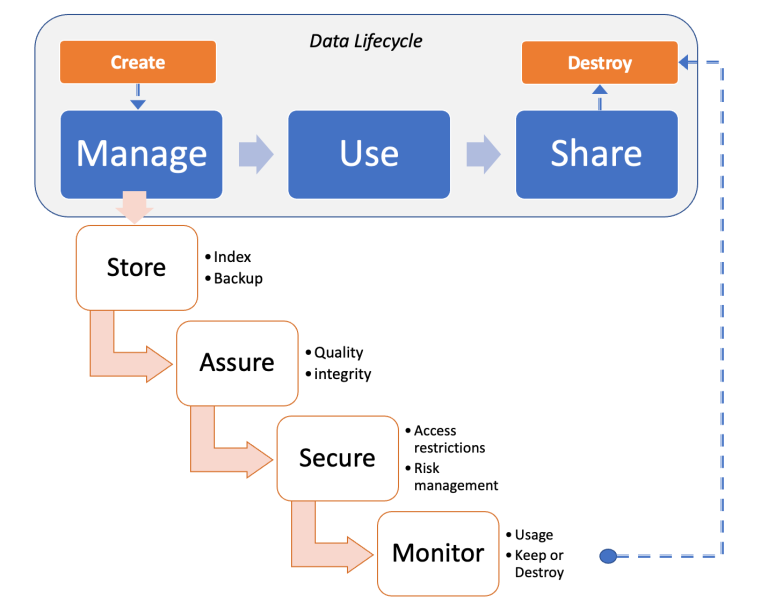 Data Lifecycle
Create
Destroy
Manage
Use
Share
Store
• Index
• Backup
Assure
• Quality
• integrity
Secure
• Access
restrictions
• Risk
management
Monitor
• Usage
• Keep or
Destroy